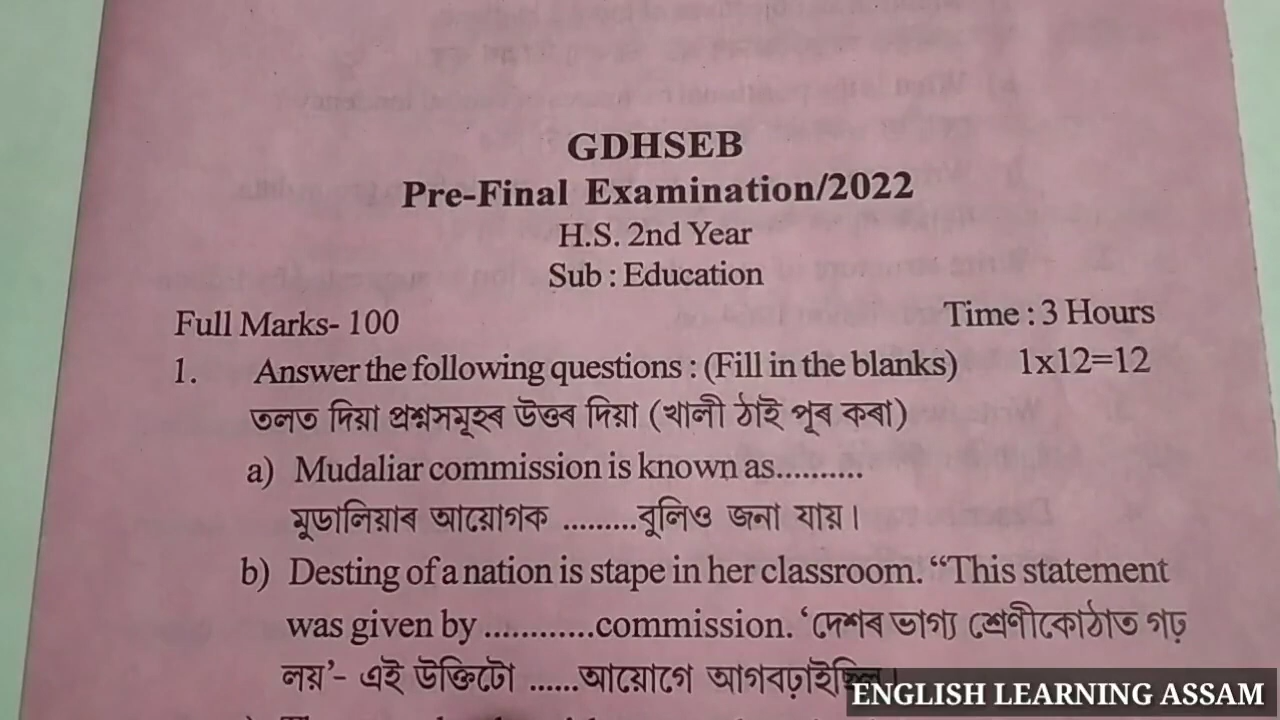 GDHSEB
Pre-Final Examination/2022
H.S. 2nd Year
Sub : Education
Full Marks- 100 Time : 3 Hours
1. Answer the following questions : (Fill in the blanks) 1x12=12
তলত দিয়া প্ৰশ্নসমূহৰ উত্তৰ দিয়া (খালী ঠাই পূৰ কৰা)
a) Mudaliar commission is known as..........
মুডালিয়াৰ আয়োগক .........বুলিও জনা যায়।
b) Desting of a nation is stape in her classroom. “This statement
was given by ............commission. ‘দেশৰ ভাগ্য শ্ৰেণীকোঠাত গঢ়
লয়’- এই উক্তিটো ......আয়োগে আগবঢ়াইছিল।
ENGLISH LEARNING ASSAM